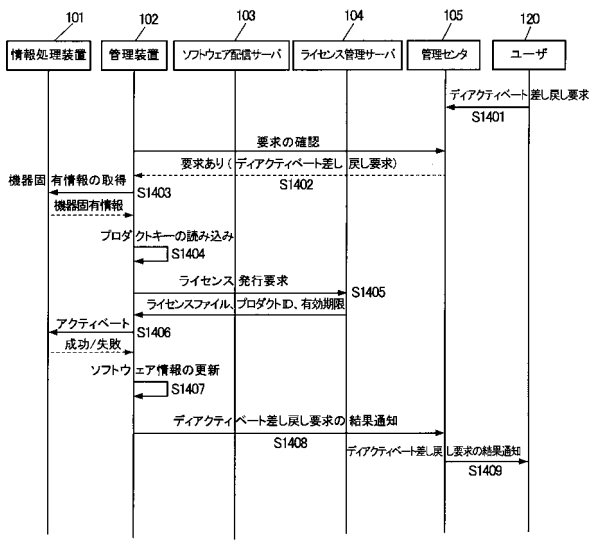 101
102
103
104
105
120
情報処理装置
管理装置
ソフトウェア配信サーバ
ライセンス管理サーバ
管理センタ
ユーザ
ディアクティベート差し戻し要求
S1401
要求の確認
要求あり(ディアクティベート差し戻し要求)
S1402
機器固有情報の取得
S1403
機器固有情報
プロダクトキーの読み込み
S1404
ライセンス発行要求
S1405
ライセンスファイル、プロダクトID、有効期限
アクティベート
S1406
成功/失敗
ソフトウェア情報の更新
S1407
ディアクティベート差し戻し要求の結果通知
S1408
ディアクティベート差し戻し要求の結果通知
S1409